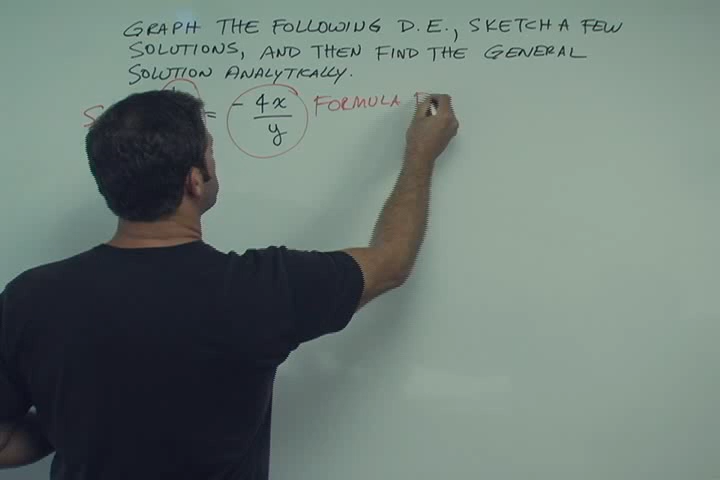 GRAPH THE FOLLOWING D.E., SKETCH A FEW
SOLUTIONS, AND THEN FIND THE GENERAL
SOLUTION ANALYTICALLY.
S = - 4x/y FORMULA